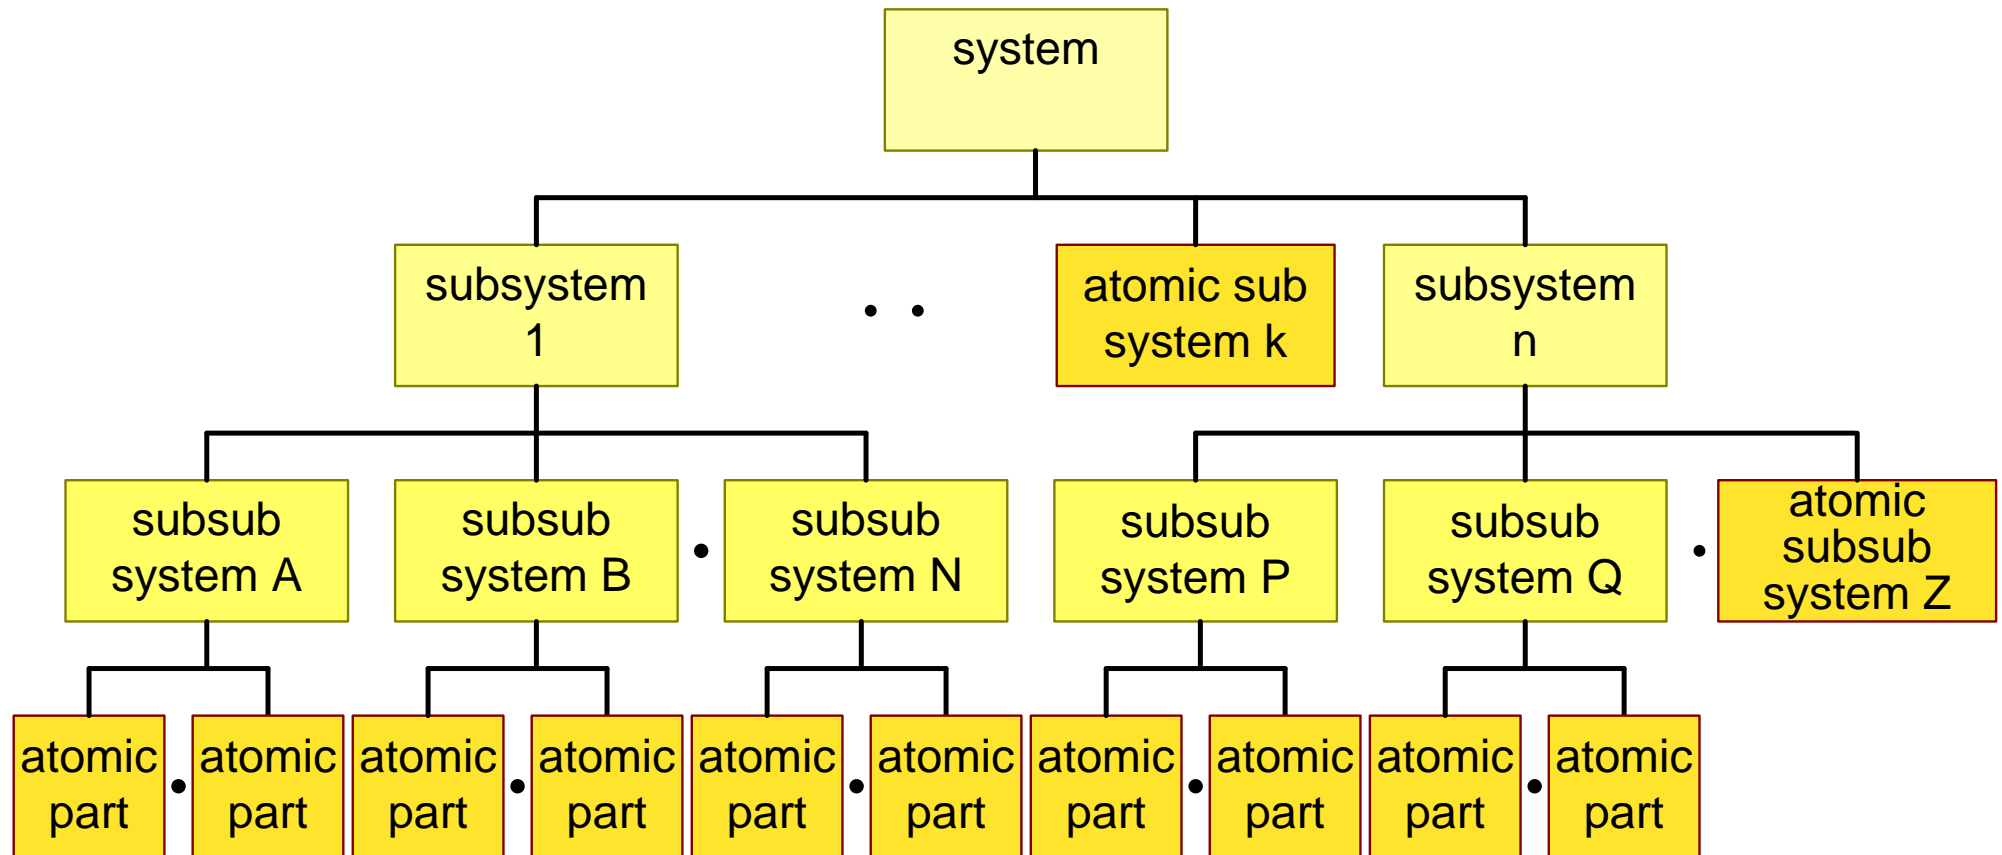 system
subsystem
1
atomic sub
system k
subsystem
n
subsub
system A
subsub
system B
subsub
system N
subsub
system P
subsub
system Q
atomic
subsub
system Z
atomic
part
atomic
part
atomic
part
atomic
part
atomic
part
atomic
part
atomic
part
atomic
part
atomic
part
atomic
part